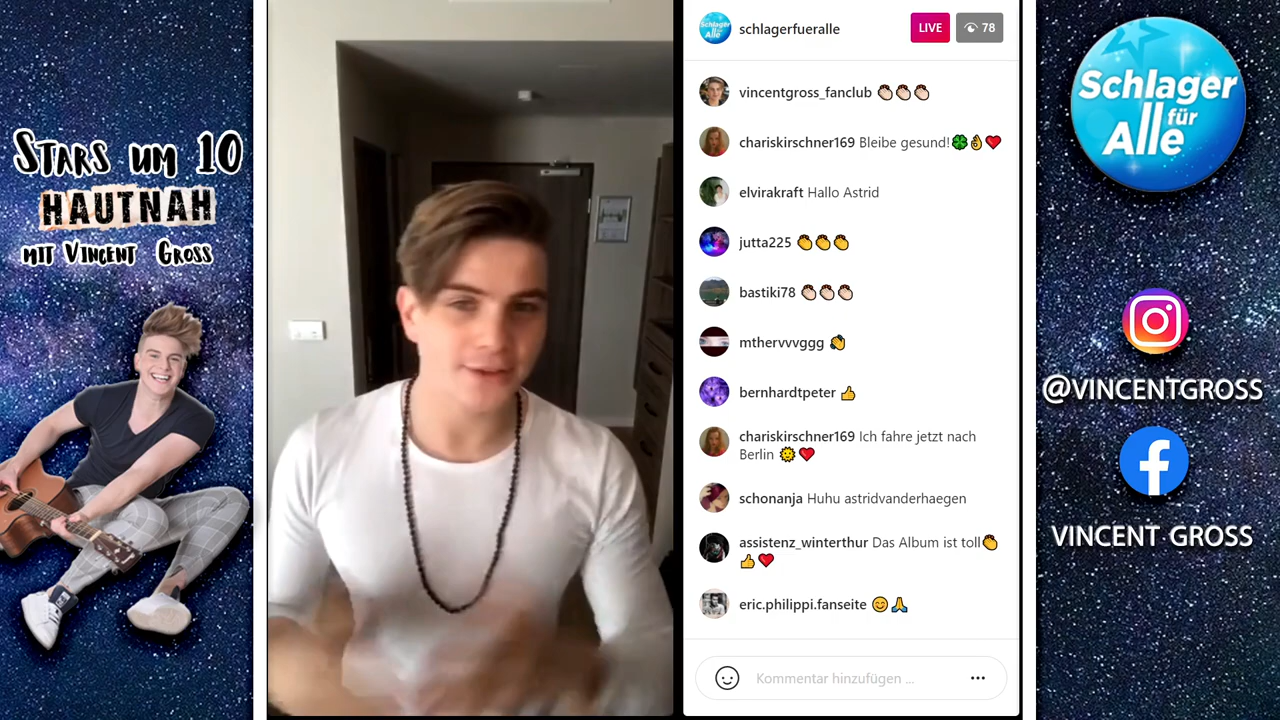 STARS UM 10
HAUTNAH
MIT VINCENT GROSS
schlagerfueralle
LIVE
78
vincentgross_fanclub 👏🏻👏🏻👏🏻
chariskirschner169 Bleibe gesund!🍀👌❤️
elvirakraft Hallo Astrid
jutta225 👏👏👏
bastiki78 👏🏻👏🏻👏🏻
mthervvvggg 👏
bernhardtpeter 👍
chariskirschner169 Ich fahre jetzt nach
Berlin 🌞❤️
schonanja Huhu astridvanderhaegen
assistenz_winterthur Das Album ist toll👏
👍❤️
eric.philippi.fanseite 😊🙏
Kommentar hinzufügen ...
Schlager
für
Alle
@VINCENTGROSS
VINCENT GROSS